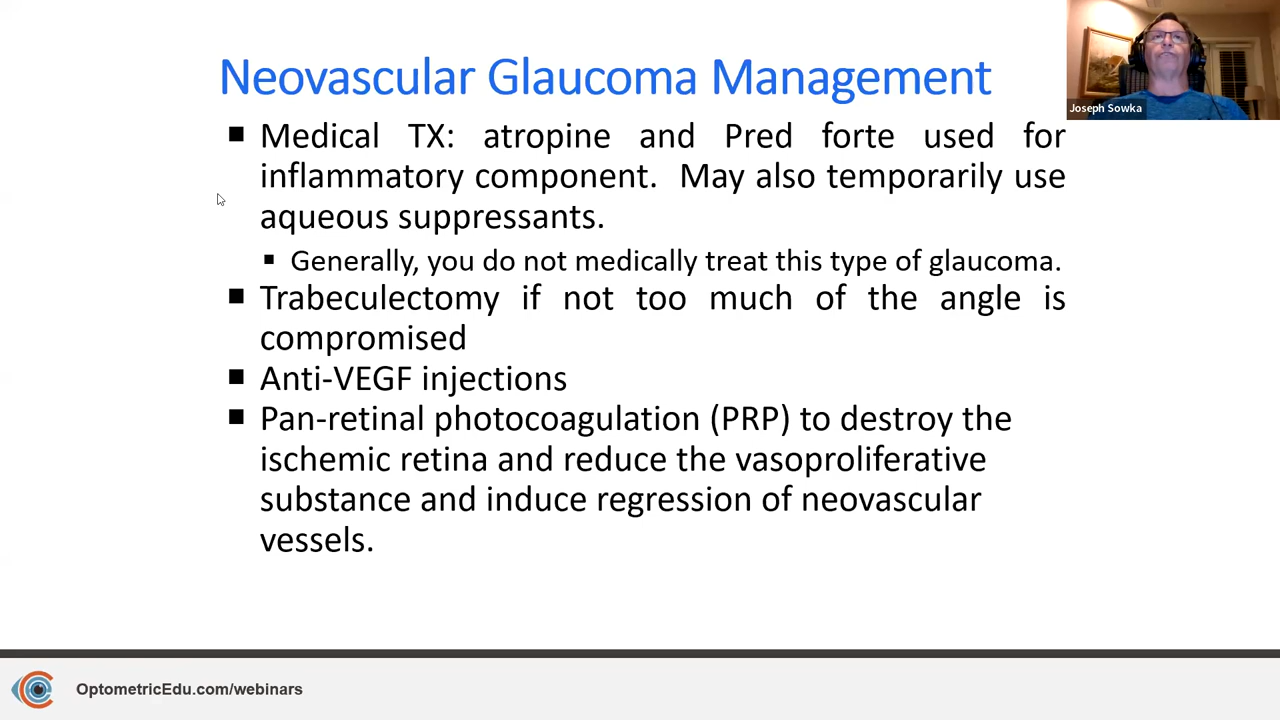 Neovascular Glaucoma Management
Joseph Sowka
■ Medical TX: atropine and Pred forte used for
inflammatory component. May also temporarily use
aqueous suppressants.
▪ Generally, you do not medically treat this type of glaucoma.
■ Trabeculectomy if not too much of the angle is
compromised
■ Anti-VEGF injections
■ Pan-retinal photocoagulation (PRP) to destroy the
ischemic retina and reduce the vasoproliferative
substance and induce regression of neovascular
vessels.
OptometricEdu.com/webinars